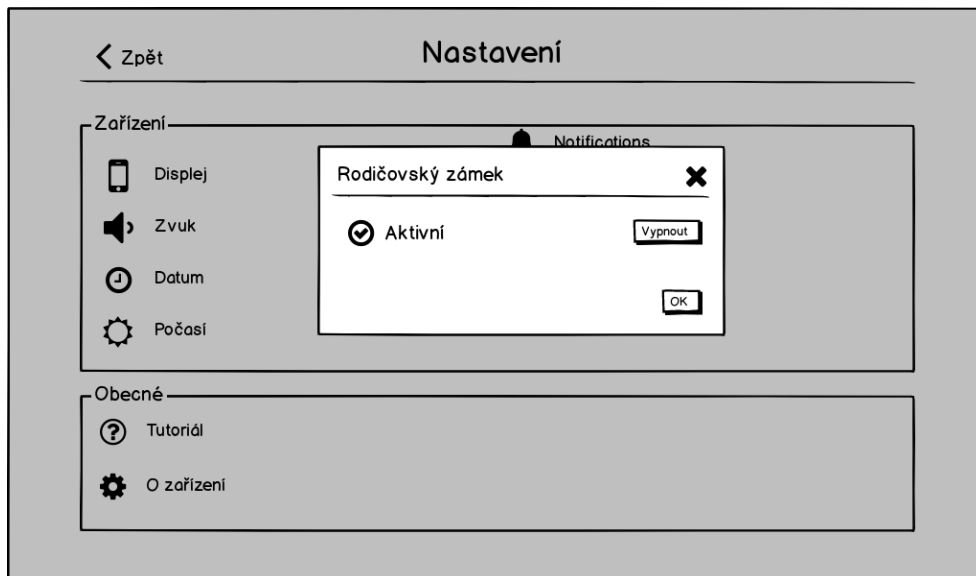 Zpět
Nastavení
Zařízení
Notifications
Displej
Rodičovský zámek
Zvuk
Aktivní
Vypnout
Datum
OK
Počasí
Obecné
Tutoriál
O zařízení